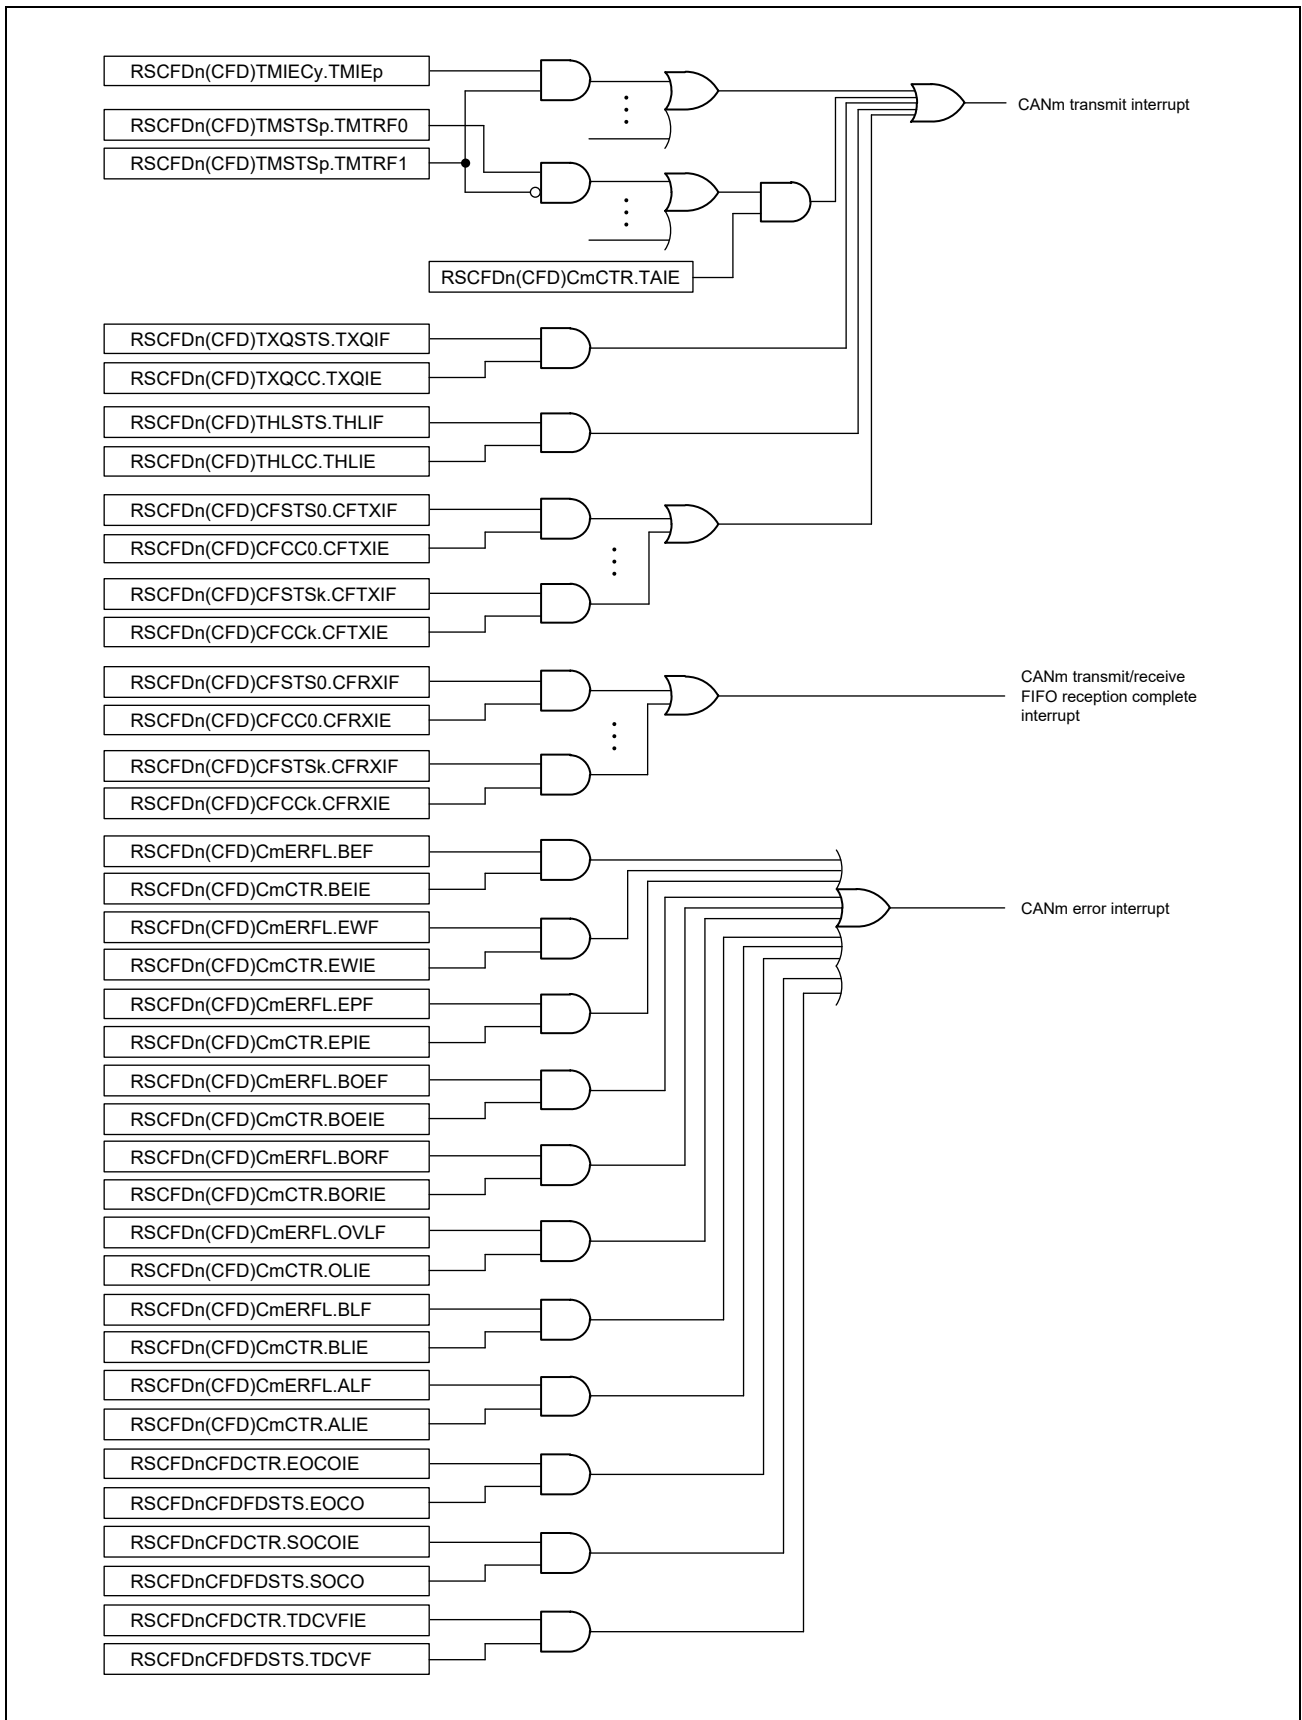 RSCFDn(CFD)TMIECy.TMIEp
RSCFDn(CFD)TMSTSp.TMTRF0
RSCFDn(CFD)TMSTSp.TMTRF1
CANm transmit interrupt
RSCFDn(CFD)CmCTR.TAIE
RSCFDn(CFD)TXQSTS.TXQIF
RSCFDn(CFD)TXQCC.TXQIE
RSCFDn(CFD)THLSTS.THLIF
RSCFDn(CFD)THLCC.THLIE
RSCFDn(CFD)CFSTS0.CFTXIF
RSCFDn(CFD)CFCC0.CFTXIE
RSCFDn(CFD)CFSTSk.CFTXIF
RSCFDn(CFD)CFCCk.CFTXIE
RSCFDn(CFD)CFSTS0.CFRXIF
RSCFDn(CFD)CFCC0.CFRXIE
RSCFDn(CFD)CFSTSk.CFRXIF
RSCFDn(CFD)CFCCk.CFRXIE
CANm transmit/receive
FIFO reception complete
interrupt
RSCFDn(CFD)CmERFL.BEF
RSCFDn(CFD)CmCTR.BEIE
RSCFDn(CFD)CmERFL.EWF
RSCFDn(CFD)CmCTR.EWIE
RSCFDn(CFD)CmERFL.EPF
RSCFDn(CFD)CmCTR.EPIE
RSCFDn(CFD)CmERFL.BOEF
RSCFDn(CFD)CmCTR.BOEIE
RSCFDn(CFD)CmERFL.BORF
RSCFDn(CFD)CmCTR.BORIE
RSCFDn(CFD)CmERFL.OVLF
RSCFDn(CFD)CmCTR.OLIE
RSCFDn(CFD)CmERFL.BLF
RSCFDn(CFD)CmCTR.BLIE
RSCFDn(CFD)CmERFL.ALF
RSCFDn(CFD)CmCTR.ALIE
RSCFDnCFDCTR.EOCOIE
RSCFDnCFDFDSTS.EOCO
RSCFDnCFDCTR.SOCOIE
RSCFDnCFDFDSTS.SOCO
RSCFDnCFDCTR.TDCVFIE
RSCFDnCFDFDSTS.TDCVF
CANm error interrupt